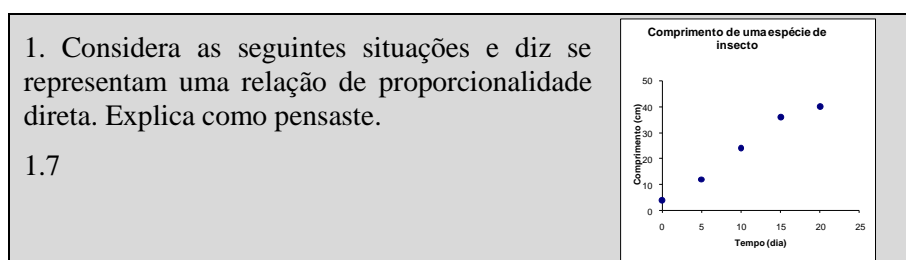 1. Considera as seguintes situações e diz se
representam uma relação de proporcionalidade
direta. Explica como pensaste.
1.7
Comprimento de uma espécie de
insecto
Comprimento (cm)
50
40
30
20
10
0
0 5 10 15 20 25
Tempo (dia)